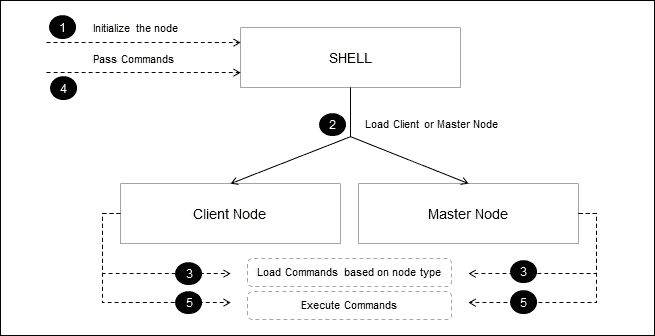 1 Initialize the node
SHELL
Pass Commands
4
2 Load Client or Master Node
Client Node
Master Node
3 Load Commands based on node type 3
5 Execute Commands 5